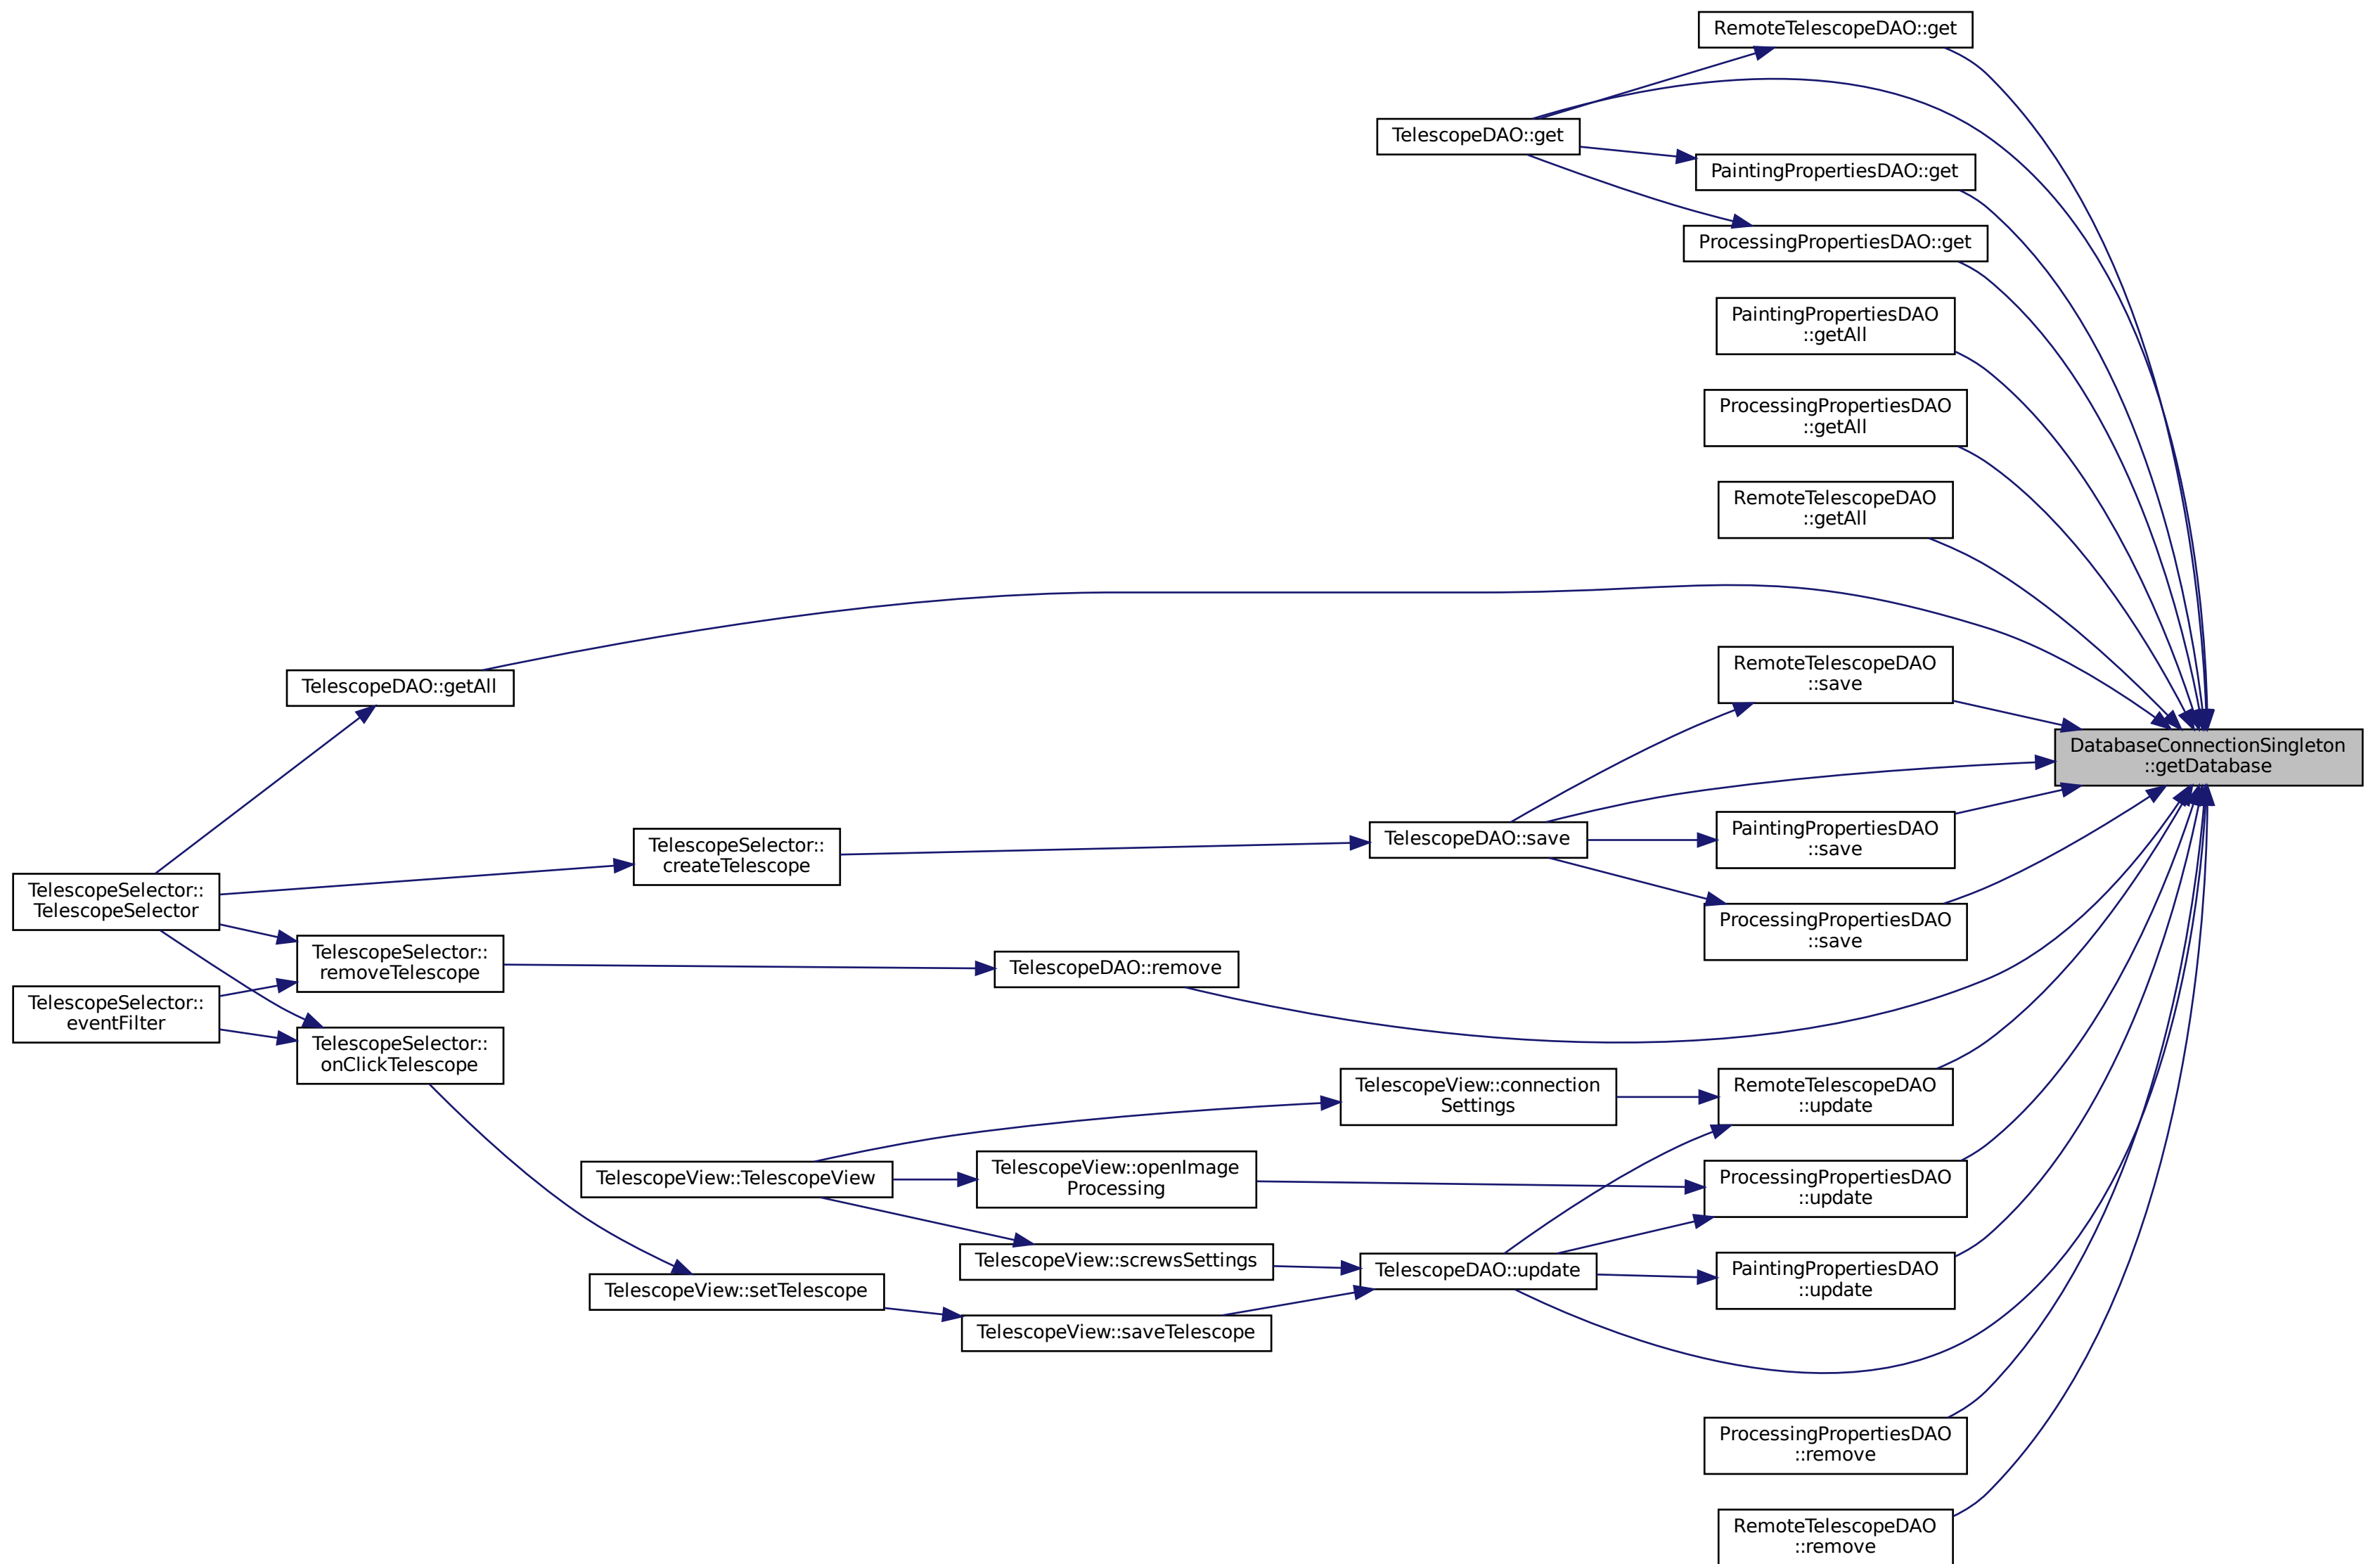 RemoteTelescopeDAO::get
TelescopeDAO::get
PaintingPropertiesDAO::get
ProcessingPropertiesDAO::get
PaintingPropertiesDAO
::getAll
ProcessingPropertiesDAO
::getAll
RemoteTelescopeDAO
::getAll
TelescopeDAO::getAll
RemoteTelescopeDAO
::save
DatabaseConnectionSingleton
::getDatabase
TelescopeSelector::
createTelescope
TelescopeDAO::save
PaintingPropertiesDAO
::save
TelescopeSelector::
TelescopeSelector
ProcessingPropertiesDAO
::save
TelescopeSelector::
removeTelescope
TelescopeDAO::remove
TelescopeSelector::
eventFilter
TelescopeSelector::
onClickTelescope
TelescopeView::connection
Settings
RemoteTelescopeDAO
::update
TelescopeView::TelescopeView
TelescopeView::openImage
Processing
ProcessingPropertiesDAO
::update
TelescopeView::screwsSettings
TelescopeDAO::update
PaintingPropertiesDAO
::update
TelescopeView::setTelescope
TelescopeView::saveTelescope
ProcessingPropertiesDAO
::remove
RemoteTelescopeDAO
::remove